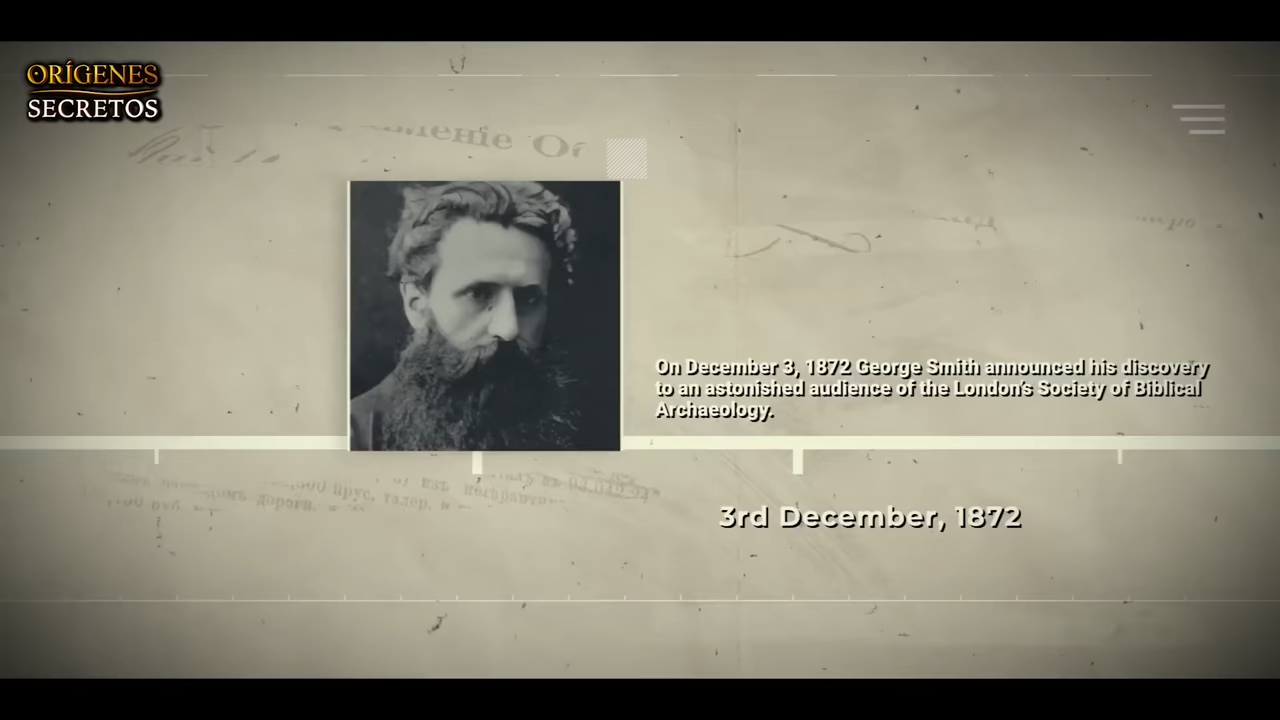 ORÍGENES
SECRETOS
On December 3, 1872 George Smith announced his discovery
to an astonished audience of the London's Society of Biblical
Archaeology.
3rd December, 1872